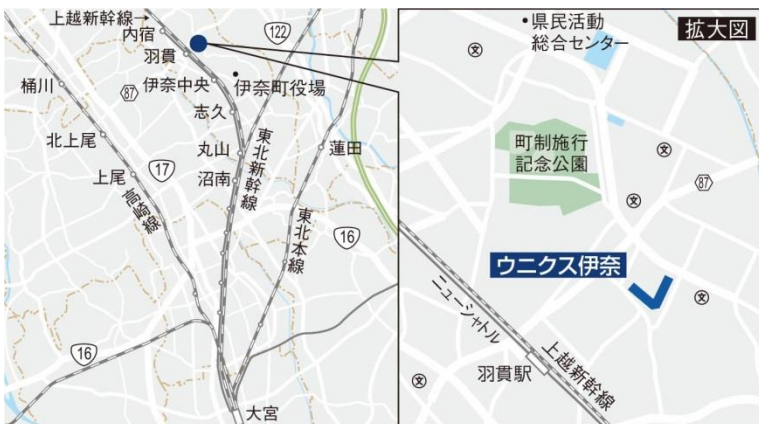 上越新幹線→
内宿
122
羽貫
桶川
87
伊奈中央
伊奈町役場
志久
北上尾
丸山
蓮田
上尾
17
沼南
東北新幹線
高崎線
東北本線
16
16
大宮
拡大図
県民活動
総合センター
文
町制施行
記念公園
文
87
文
ウニクス伊奈
文
ニューシャトル
羽貫駅
上越新幹線
文